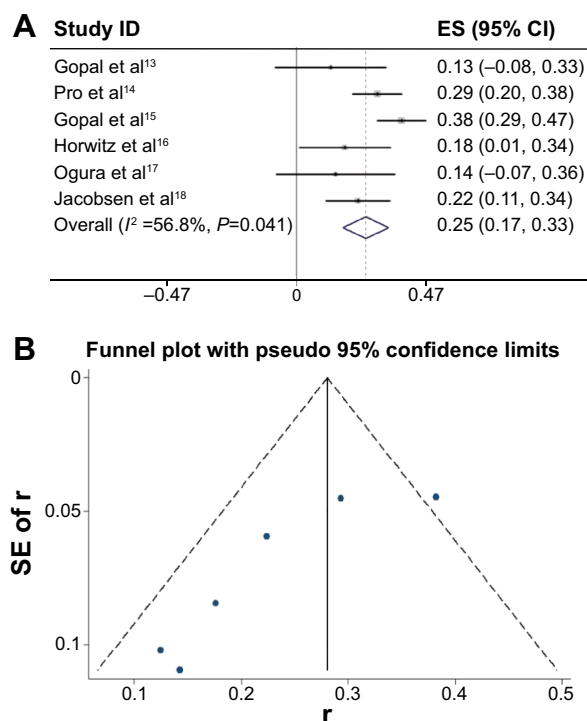 A
Study ID ES (95% CI)
Gopal et al¹³ 0.13 (–0.08, 0.33)
Pro et al¹⁴ 0.29 (0.20, 0.38)
Gopal et al¹⁵ 0.38 (0.29, 0.47)
Horwitz et al¹⁶ 0.18 (0.01, 0.34)
Ogura et al¹⁷ 0.14 (–0.07, 0.36)
Jacobsen et al¹⁸ 0.22 (0.11, 0.34)
Overall (I² =56.8%, P=0.041) 0.25 (0.17, 0.33)
–0.47 0 0.47
B
Funnel plot with pseudo 95% confidence limits
0
0.05
0.1
SE of r
0.1 0.2 0.3 0.4 0.5
r